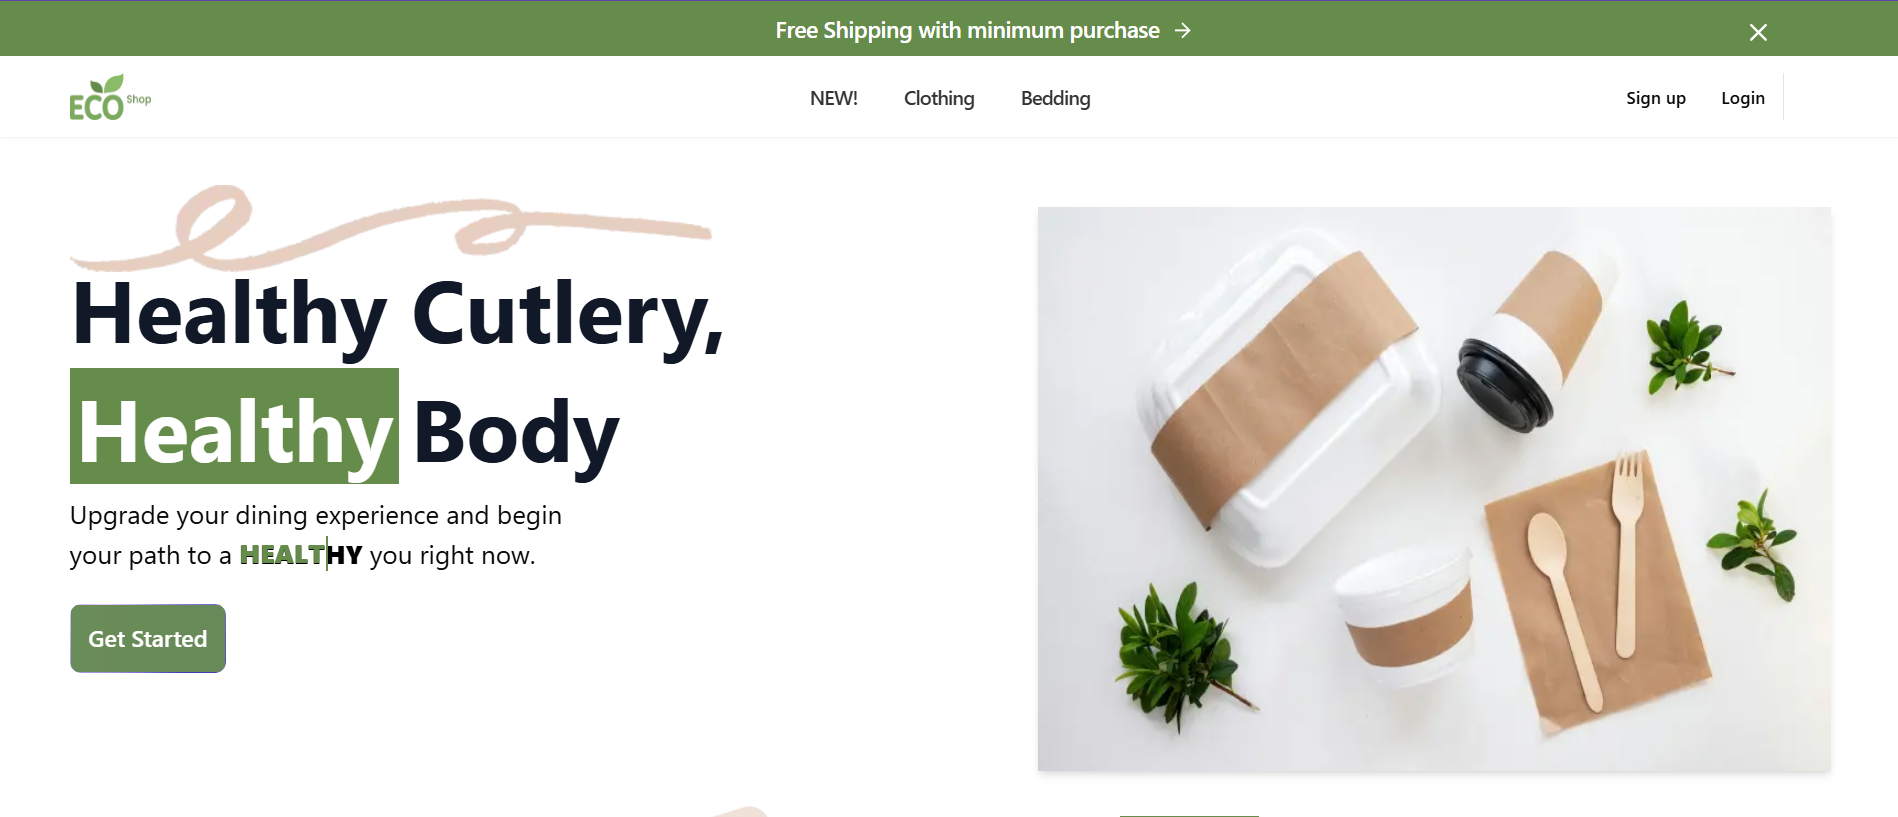 Free Shipping with minimum purchase →
ECO Shop
NEW! Clothing Bedding
Sign up Login
Healthy Cutlery,
Healthy Body
Upgrade your dining experience and begin
your path to a HEALTHY you right now.
Get Started